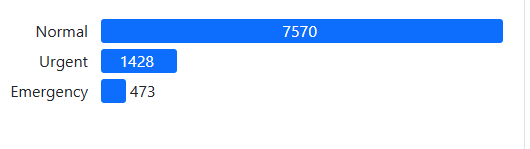 Normal 7570
Urgent 1428
Emergency 473